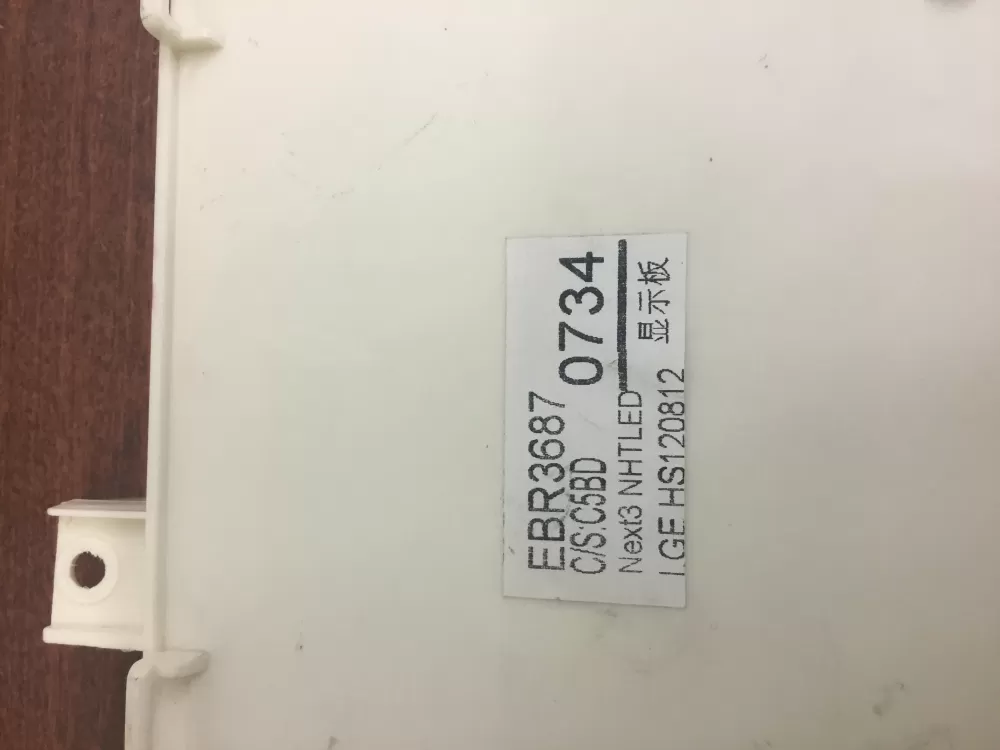 EBR3687
0734
C/S:C5BD
Next3 NHTLED
LGE HS120812 显示板